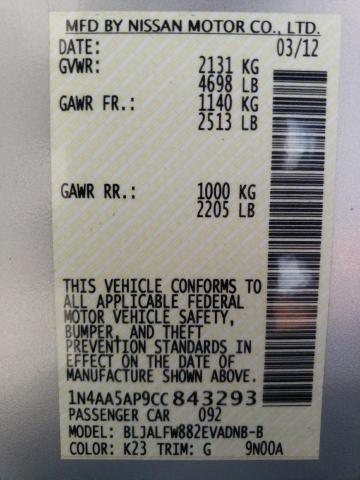 MFD BY NISSAN MOTOR CO., LTD.
DATE: 03/12
GVWR: 2131 KG
4698 LB
GAWR FR.: 1140 KG
2513 LB
GAWR RR.: 1000 KG
2205 LB
THIS VEHICLE CONFORMS TO
ALL APPLICABLE FEDERAL
MOTOR VEHICLE SAFETY,
BUMPER, AND THEFT
PREVENTION STANDARDS IN
EFFECT ON THE DATE OF
MANUFACTURE SHOWN ABOVE.
1N4AA5AP9CC843293
PASSENGER CAR 092
MODEL: BLJALFW882EVADNB-B
COLOR: K23 TRIM: G 9N00A